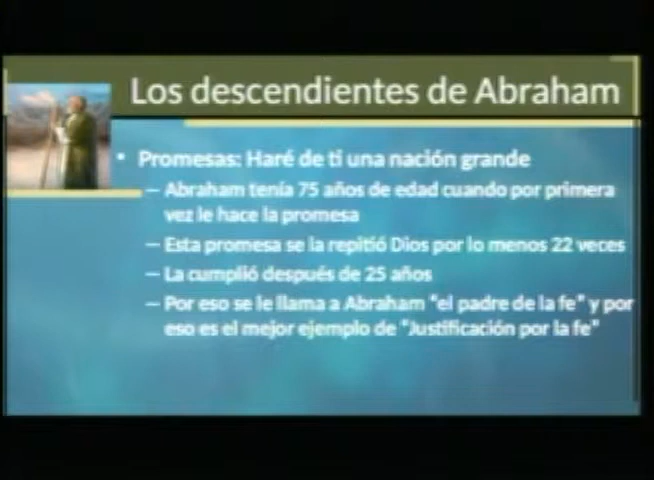 Los descendientes de Abraham
• Promesas: Haré de ti una nación grande
– Abraham tenía 75 años de edad cuando por primera
vez le hace la promesa
– Esta promesa se la repitió Dios por lo menos 22 veces
– La cumplió después de 25 años
– Por eso se le llama a Abraham "el padre de la fe" y por
eso es el mejor ejemplo de "Justificación por la fe"